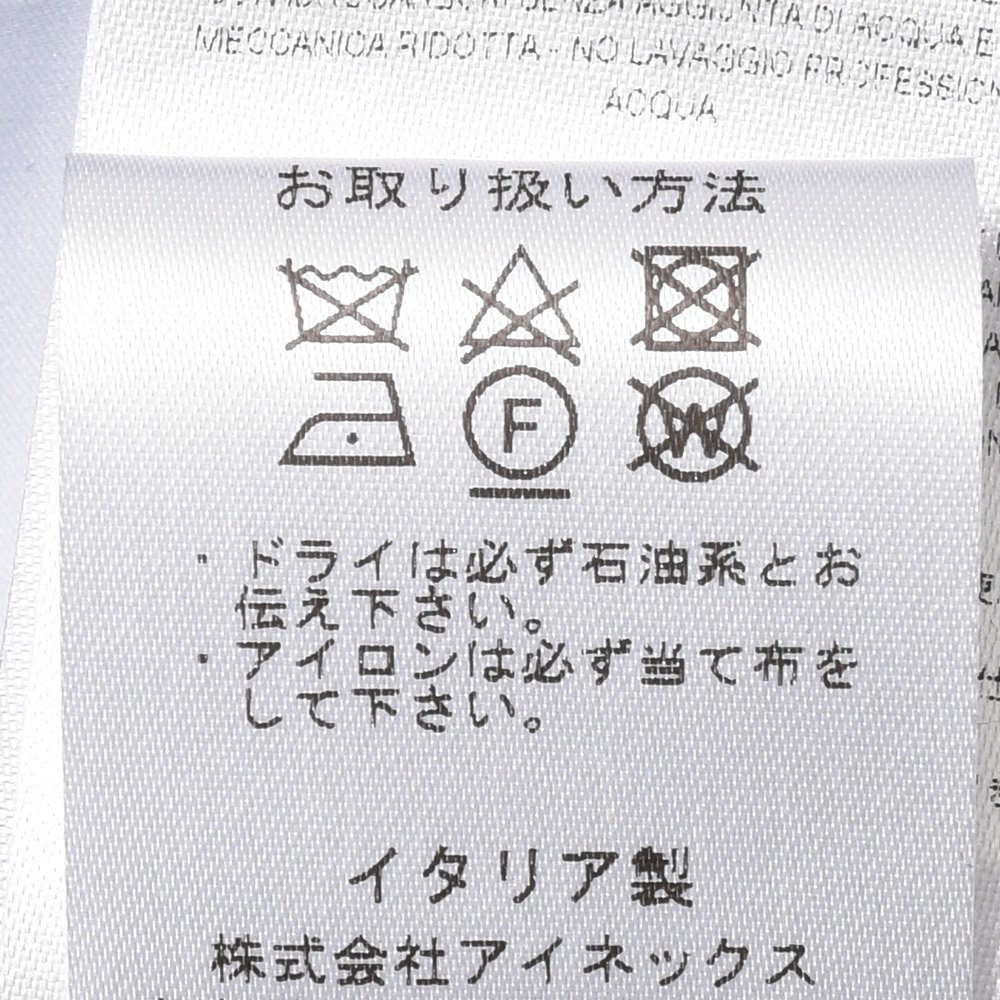 MECCANICA RIDOTTA - NO LAVAGGIO PROFESSION
ACQUA
お取り扱い方法
F
W
・ドライは必ず石油系とお
伝え下さい。
・アイロンは必ず当て布を
して下さい。
イタリア製
株式会社アイネックス